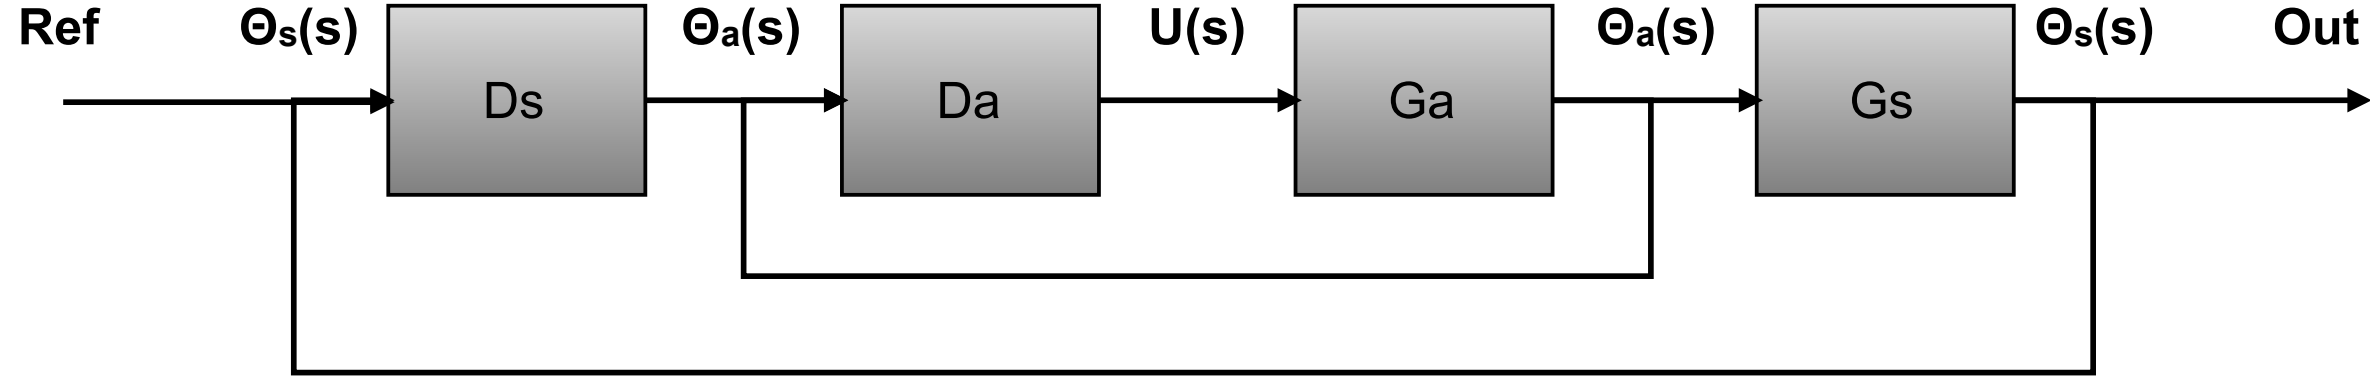 Ref Θs(s) Θa(s) U(s) Θa(s) Θs(s) Out
Ds Da Ga Gs